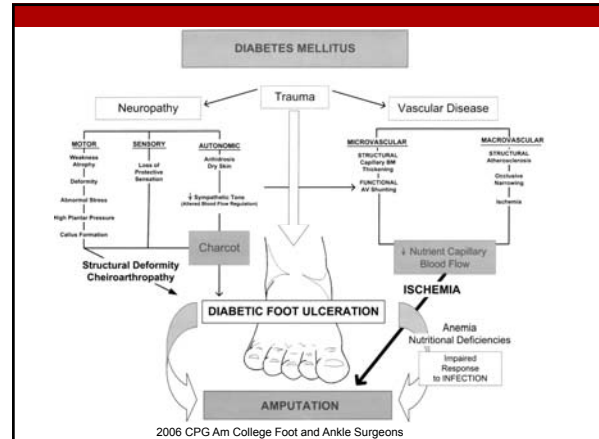 DIABETES MELLITUS
Trauma
Neuropathy
Vascular Disease
MOTOR
Weakness
Atrophy
Deformity
Abnormal Stress
High Plantar Pressure
Callus Formation
SENSORY
Loss of
Protective
Sensation
AUTONOMIC
Anhidrosis
Dry Skin
↓ Sympathetic Tone
(Altered Blood Flow Regulation)
MICROVASCULAR
STRUCTURAL
Capillary BM
Thickening
FUNCTIONAL
AV Shunting
MACROVASCULAR
STRUCTURAL
Atherosclerosis
Occlusive
Narrowing
Ischemia
Charcot
↓ Nutrient Capillary
Blood Flow
Structural Deformity
Cheiroarthropathy
ISCHEMIA
DIABETIC FOOT ULCERATION
Anemia
Nutritional Deficiencies
Impaired
Response
to INFECTION
AMPUTATION
2006 CPG Am College Foot and Ankle Surgeons